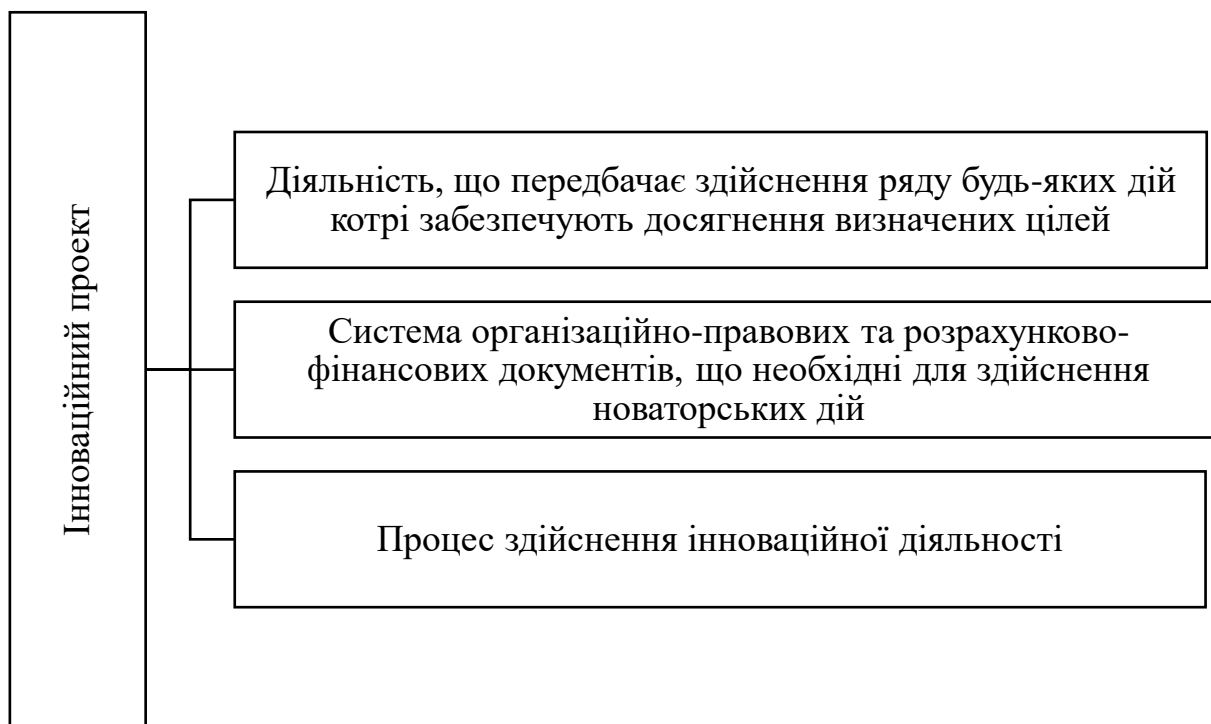 Інноваційний проект
Діяльність, що передбачає здійснення ряду будь-яких дій
котрі забезпечують досягнення визначених цілей
Система організаційно-правових та розрахунково-
фінансових документів, що необхідні для здійснення
новаторських дій
Процес здійснення інноваційної діяльності